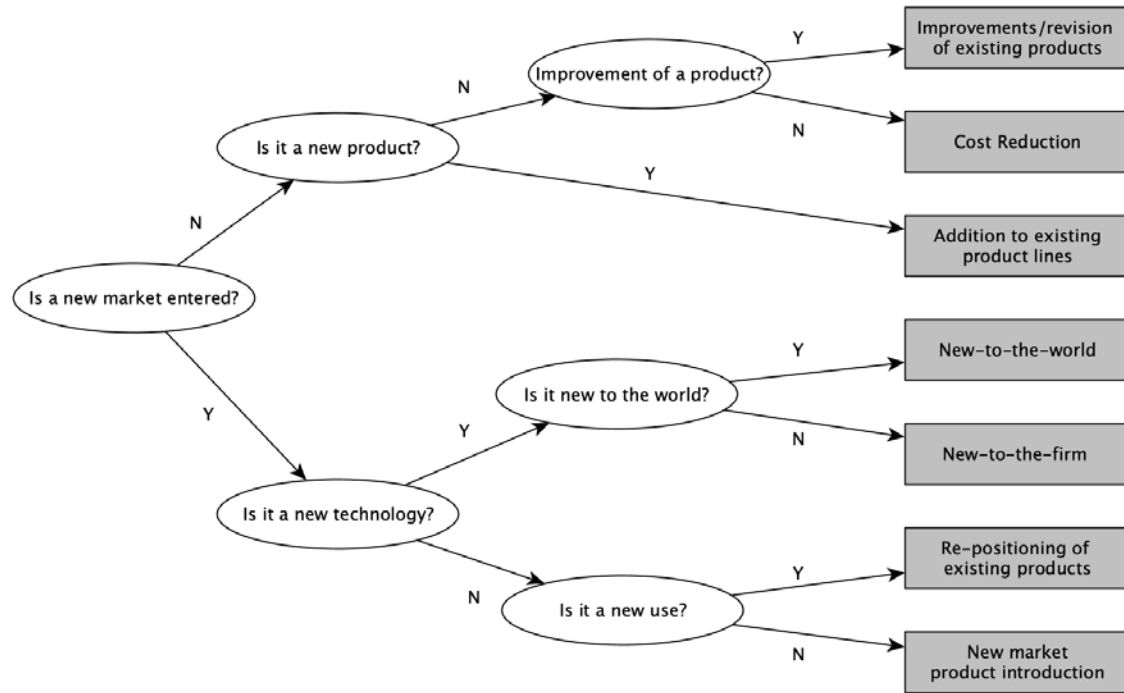 Improvements/revision
of existing products
Y
Improvement of a product?
N
N
Cost Reduction
Is it a new product?
Y
N
Addition to existing
product lines
Is a new market entered?
Y
New-to-the-world
Is it new to the world?
Y
Y
N
New-to-the-firm
Is it a new technology?
Re-positioning of
existing products
Y
N
Is it a new use?
N
New market
product introduction